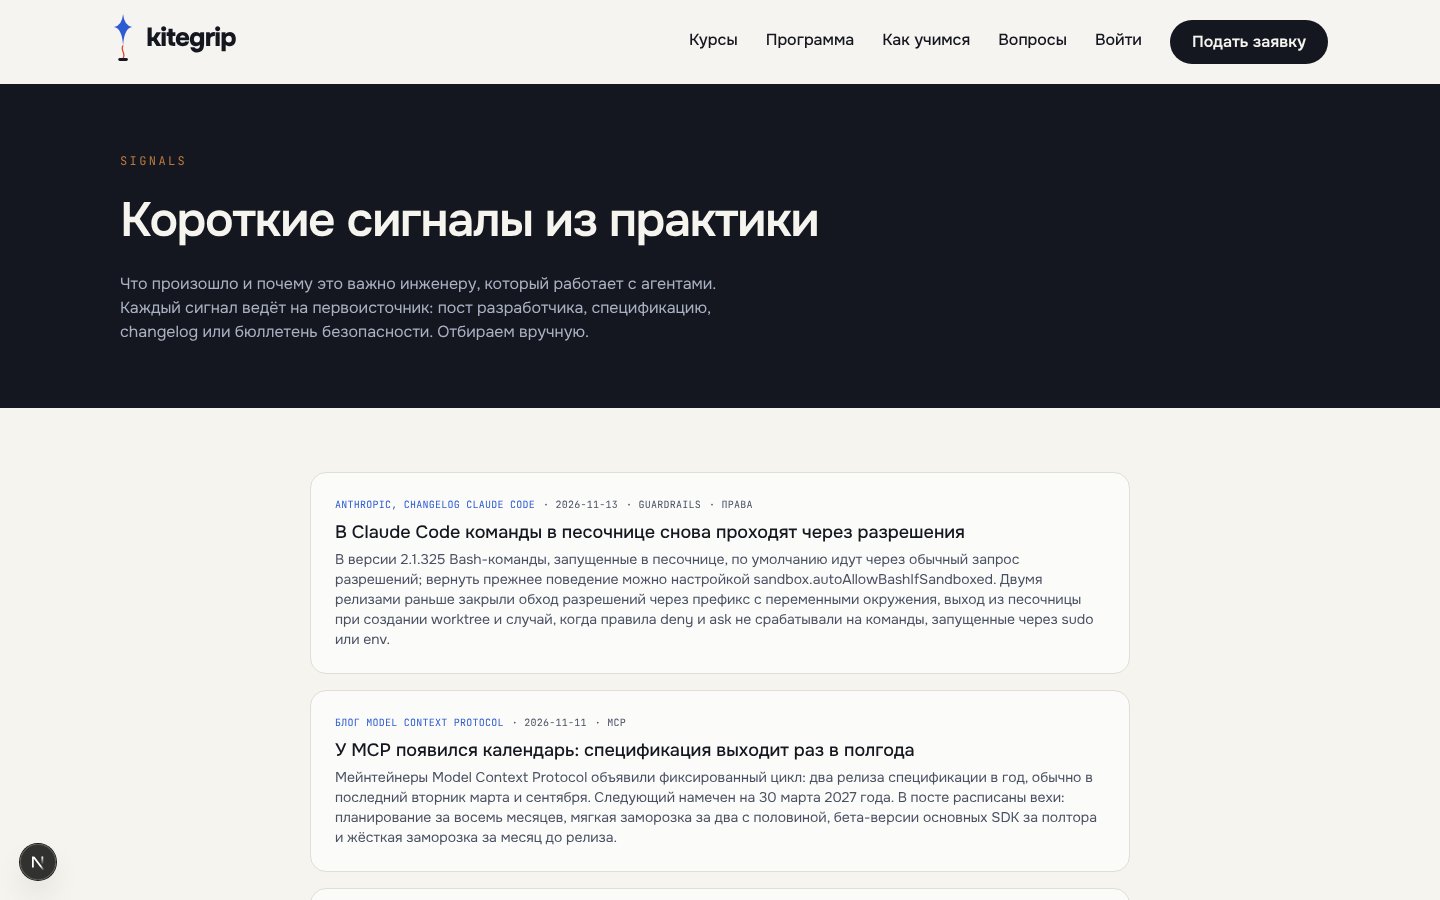 kitegrip
Курсы Программа Как учимся Вопросы Войти Подать заявку
SIGNALS
Короткие сигналы из практики
Что произошло и почему это важно инженеру, который работает с агентами.
Каждый сигнал ведёт на первоисточник: пост разработчика, спецификацию,
changelog или бюллетень безопасности. Отбираем вручную.
ANTHROPIC, CHANGELOG CLAUDE CODE · 2026-11-13 · GUARDRAILS · ПРАВА
В Claude Code команды в песочнице снова проходят через разрешения
В версии 2.1.325 Bash-команды, запущенные в песочнице, по умолчанию идут через обычный запрос
разрешений; вернуть прежнее поведение можно настройкой sandbox.autoAllowBashIfSandboxed. Двумя
релизами раньше закрыли обход разрешений через префикс с переменными окружения, выход из песочницы
при создании worktree и случай, когда правила deny и ask не срабатывали на команды, запущенные через sudo
или env.
БЛОГ MODEL CONTEXT PROTOCOL · 2026-11-11 · MCP
У MCP появился календарь: спецификация выходит раз в полгода
Мейнтейнеры Model Context Protocol объявили фиксированный цикл: два релиза спецификации в год, обычно в
последний вторник марта и сентября. Следующий намечен на 30 марта 2027 года. В посте расписаны вехи:
планирование за восемь месяцев, мягкая заморозка за два с половиной, бета-версии основных SDK за полтора
и жёсткая заморозка за месяц до релиза.
N